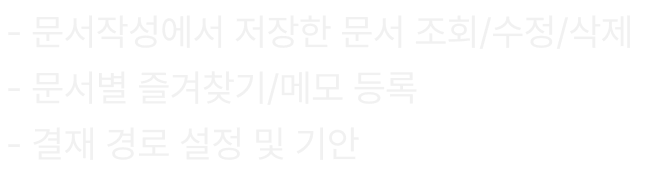 - 문서작성에서 저장한 문서 조회/수정/삭제
- 문서별 즐겨찾기/메모 등록
- 결재 경로 설정 및 기안